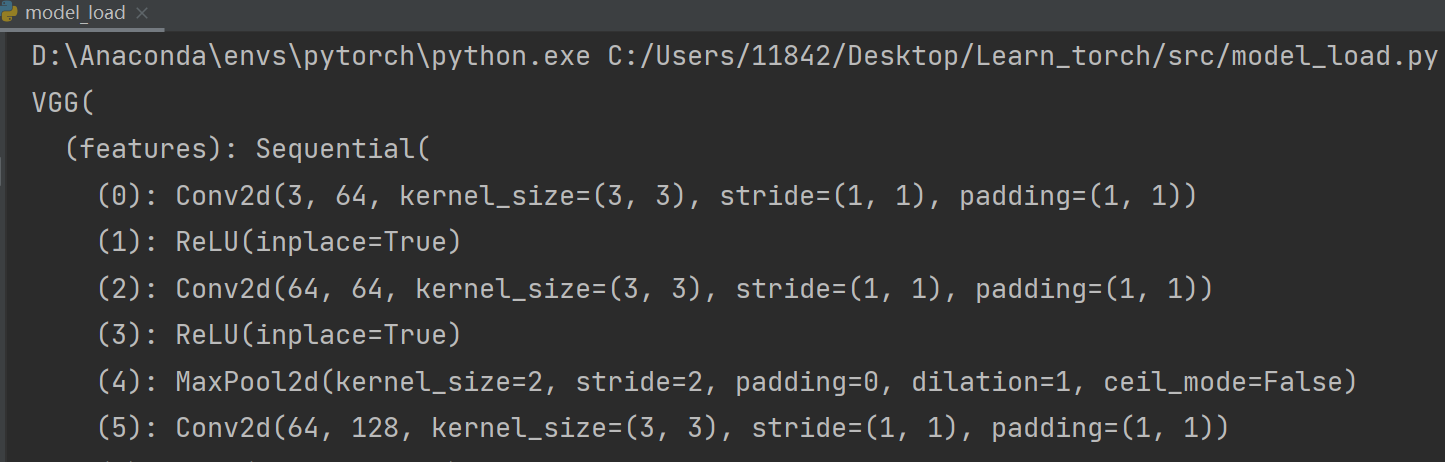 model_load
D:\Anaconda\envs\pytorch\python.exe C:/Users/11842/Desktop/Learn_torch/src/model_load.py
VGG(
  (features): Sequential(
    (0): Conv2d(3, 64, kernel_size=(3, 3), stride=(1, 1), padding=(1, 1))
    (1): ReLU(inplace=True)
    (2): Conv2d(64, 64, kernel_size=(3, 3), stride=(1, 1), padding=(1, 1))
    (3): ReLU(inplace=True)
    (4): MaxPool2d(kernel_size=2, stride=2, padding=0, dilation=1, ceil_mode=False)
    (5): Conv2d(64, 128, kernel_size=(3, 3), stride=(1, 1), padding=(1, 1))